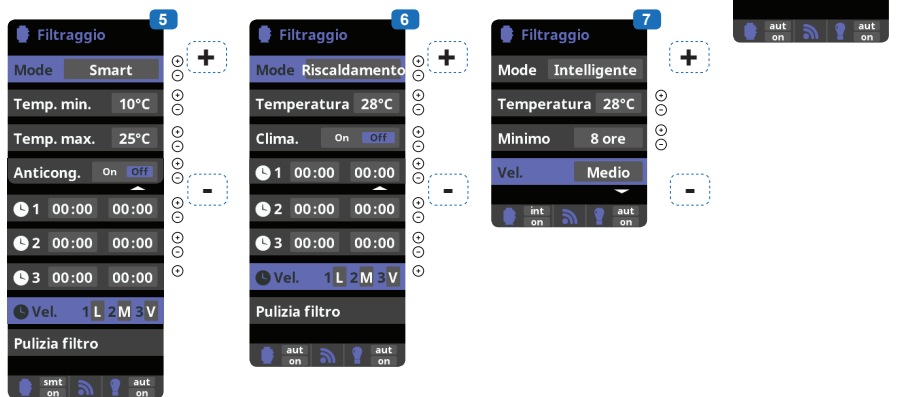 5
Filtraggio
Mode Smart
Temp. min. 10°C
Temp. max. 25°C
Anticong. On Off
1 00:00 00:00
2 00:00 00:00
3 00:00 00:00
Vel. 1 L 2 M 3 V
Pulizia filtro
smt on aut on
+
-
6
Filtraggio
Mode Riscaldamento
Temperatura 28°C
Clima. On Off
1 00:00 00:00
2 00:00 00:00
3 00:00 00:00
Vel. 1 L 2 M 3 V
Pulizia filtro
aut on aut on
+
-
7
Filtraggio
Mode Intelligente
Temperatura 28°C
Minimo 8 ore
Vel. Medio
int on aut on
+
-
aut on aut on